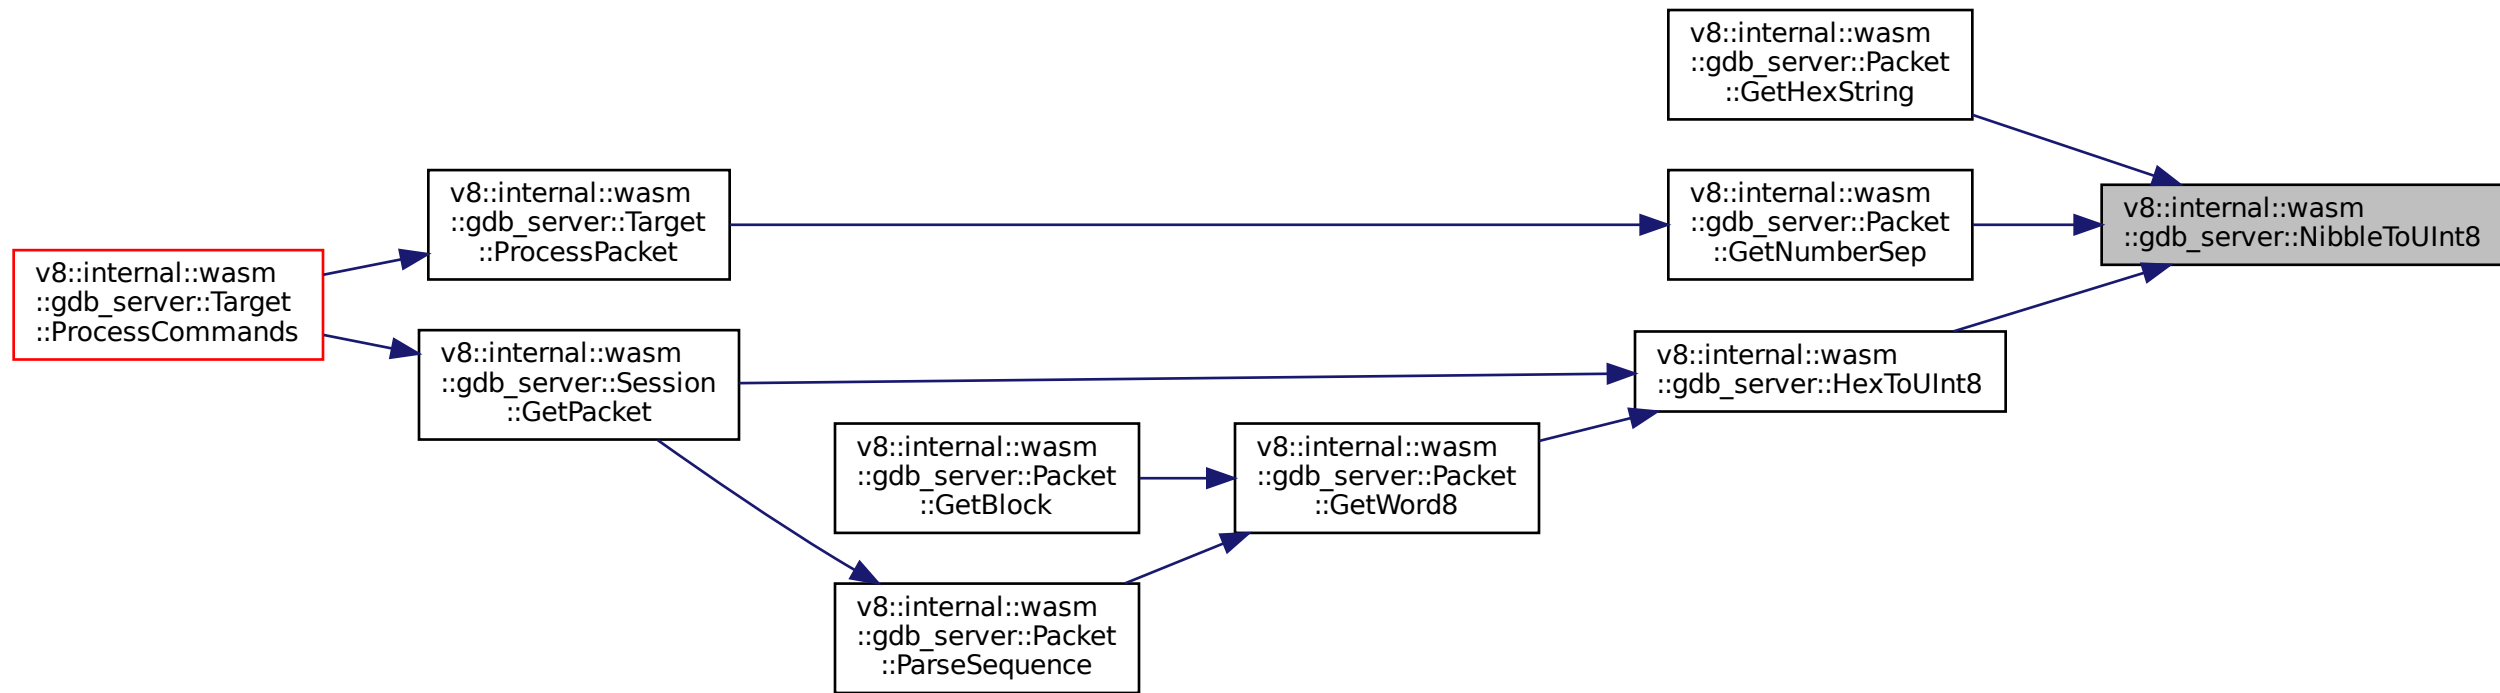 v8::internal::wasm
::gdb_server::Packet
::GetHexString
v8::internal::wasm
::gdb_server::Target
::ProcessPacket
v8::internal::wasm
::gdb_server::Packet
::GetNumberSep
v8::internal::wasm
::gdb_server::NibbleToUInt8
v8::internal::wasm
::gdb_server::Target
::ProcessCommands
v8::internal::wasm
::gdb_server::Session
::GetPacket
v8::internal::wasm
::gdb_server::HexToUInt8
v8::internal::wasm
::gdb_server::Packet
::GetBlock
v8::internal::wasm
::gdb_server::Packet
::GetWord8
v8::internal::wasm
::gdb_server::Packet
::ParseSequence